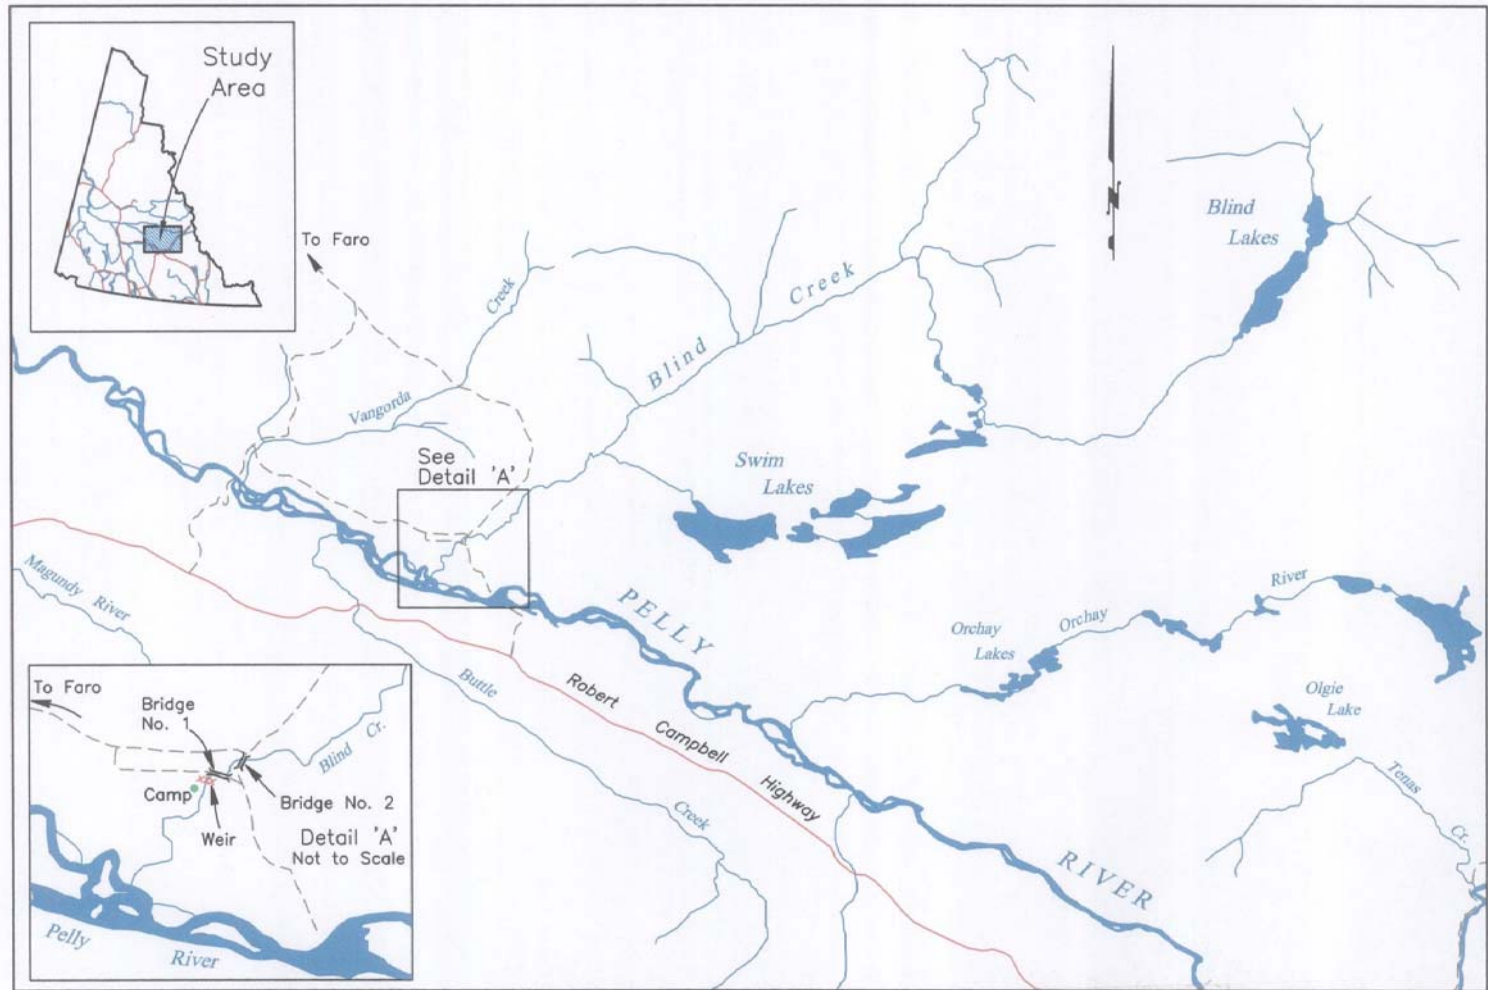 Study
Area
To Faro
Creek
Vangorda
Blind Creek
Blind
Lakes
See
Detail 'A'
Swim
Lakes
Magundy River
PELLY
RIVER
Orchay
Lakes
Orchay
River
Olgie
Lake
Tenas
Cr.
Buttle
Creek
Robert Campbell Highway
N
To Faro
Bridge
No. 1
Blind Cr.
Camp
Bridge No. 2
Weir
Detail 'A'
Not to Scale
Pelly
River